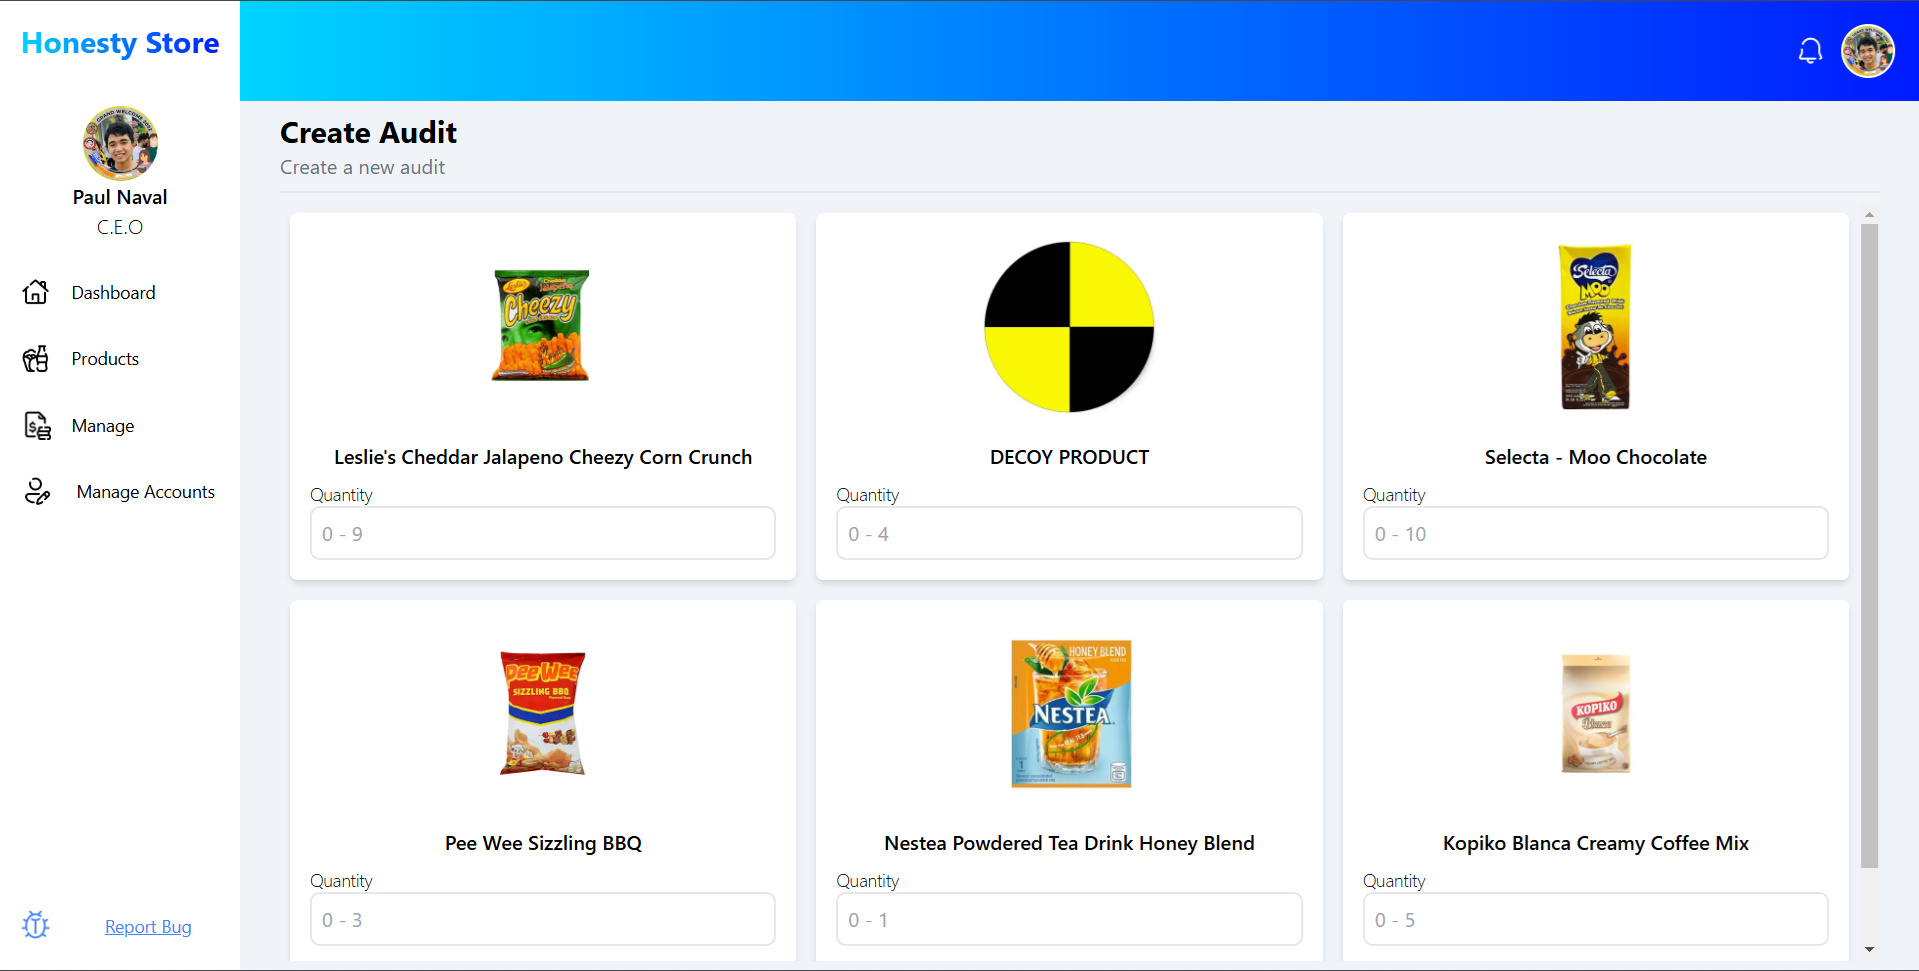 Honesty Store
Paul Naval
C.E.O
Dashboard
Products
Manage
Manage Accounts
Report Bug
Create Audit
Create a new audit
Leslie's
Cheezy
Leslie's Cheddar Jalapeno Cheezy Corn Crunch
Quantity
0 - 9
DECOY PRODUCT
Quantity
0 - 4
Selecta
MOO
Selecta - Moo Chocolate
Quantity
0 - 10
Pee Wee
SIZZLING BBQ
Pee Wee Sizzling BBQ
Quantity
0 - 3
HONEY BLEND
NESTEA
Nestea Powdered Tea Drink Honey Blend
Quantity
0 - 1
KOPIKO
Blanca
Kopiko Blanca Creamy Coffee Mix
Quantity
0 - 5